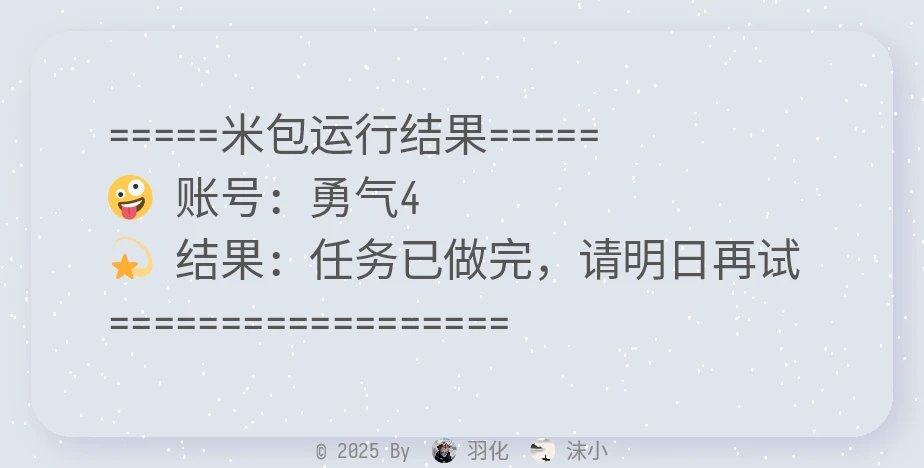 =====米包运行结果=====
🤪 账号：勇气4
💫 结果：任务已做完，请明日再试
==================
© 2025 By 羽化 沫小